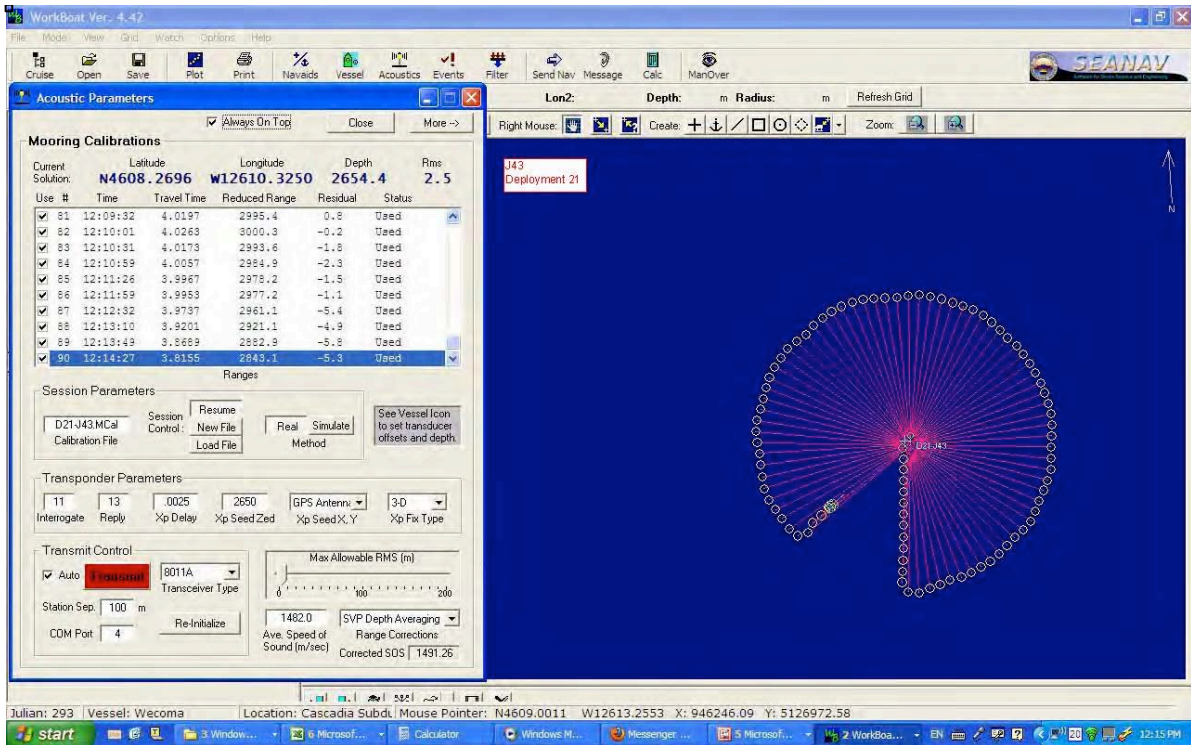 WorkBoat Ver. 4.42
File Mode View Grid Watch Options Help
Cruise Open Save Plot Print Navaids Vessel Acoustics Events Filter Send Nav Message Calc ManOver
SEANAV
Acoustic Parameters
Lon2: Depth: m Radius: m Refresh Grid
Always On Top Close More -->
Right Mouse: Create: Zoom:
Mooring Calibrations
Current Solution: Latitude Longitude Depth Rms
N4608.2696 W12610.3250 2654.4 2.5
Use # Time Travel Time Reduced Range Residual Status
81 12:09:32 4.0197 2995.4 0.8 Used
82 12:10:01 4.0263 3000.3 -0.2 Used
83 12:10:31 4.0173 2993.6 -1.8 Used
84 12:10:59 4.0057 2984.9 -2.3 Used
85 12:11:26 3.9967 2978.2 -1.5 Used
86 12:11:59 3.9953 2977.2 -1.1 Used
87 12:12:32 3.9737 2961.1 -5.4 Used
88 12:13:10 3.9201 2921.1 -4.9 Used
89 12:13:49 3.8689 2882.9 -5.8 Used
90 12:14:27 3.8155 2843.1 -5.3 Used
Ranges
J43
Deployment 21
N
D21-J43
Session Parameters
D21-J43.MCal
Calibration File
Session Control:
Resume
New File
Load File
Real Simulate
Method
See Vessel Icon to set transducer offsets and depth.
Transponder Parameters
11 13 .0025 2650 GPS Antenn: 3-D
Interrogate Reply Xp Delay Xp Seed Zed Xp Seed X, Y Xp Fix Type
Transmit Control
Auto Transmit 8011A
Transceiver Type
Station Sep. 100 m
COM Port 4
Re-Initialize
Max Allowable RMS (m)
0 100 200
1482.0 SVP Depth Averaging
Ave. Speed of Sound (m/sec)
Range Corrections
Corrected SOS 1491.26
Julian: 293 Vessel: Wecoma Location: Cascadia Subdu Mouse Pointer: N4609.0011 W12613.2553 X: 946246.09 Y: 5126972.58
start 3 Window... 6 Microsof... Calculator Windows M... Messenger ... 5 Microsof... 2 WorkBoa... EN 20 12:15 PM